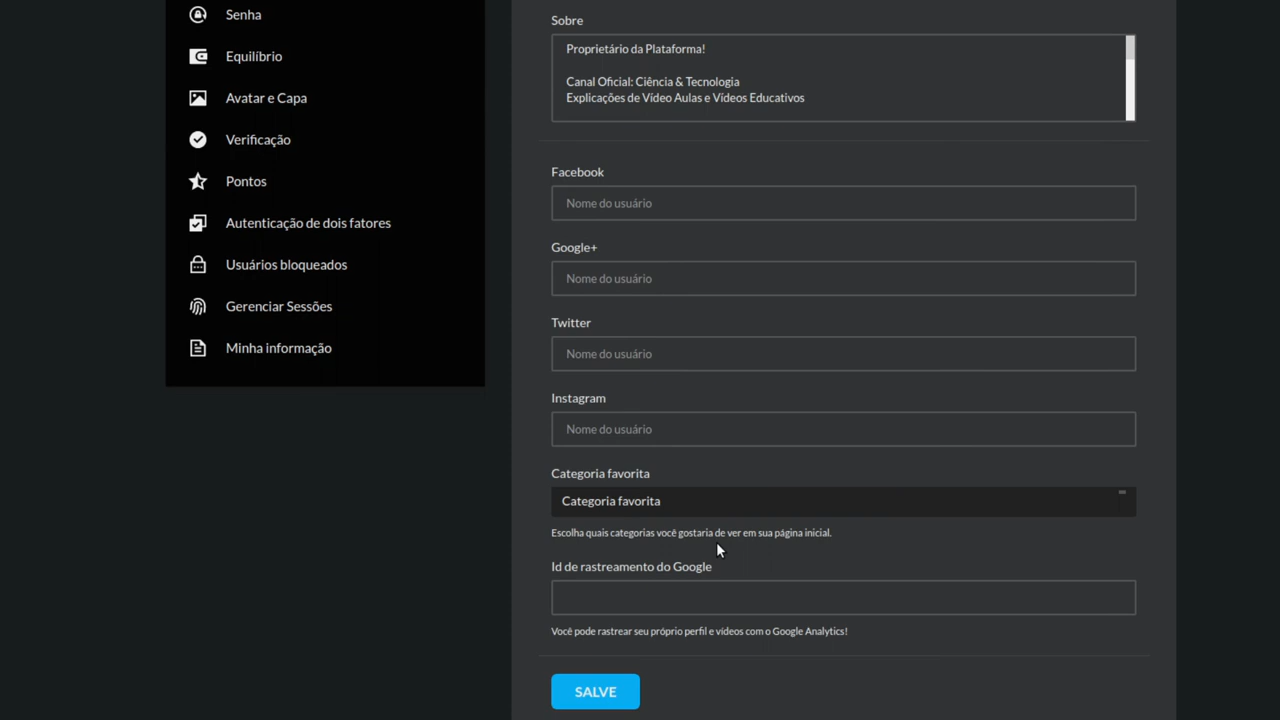 Senha
Equilíbrio
Avatar e Capa
Verificação
Pontos
Autenticação de dois fatores
Usuários bloqueados
Gerenciar Sessões
Minha informação
Sobre
Proprietário da Plataforma!
Canal Oficial: Ciência & Tecnologia
Explicações de Vídeo Aulas e Vídeos Educativos
Facebook
Nome do usuário
Google+
Nome do usuário
Twitter
Nome do usuário
Instagram
Nome do usuário
Categoria favorita
Categoria favorita
Escolha quais categorias você gostaria de ver em sua página inicial.
Id de rastreamento do Google
Você pode rastrear seu próprio perfil e vídeos com o Google Analytics!
SALVE